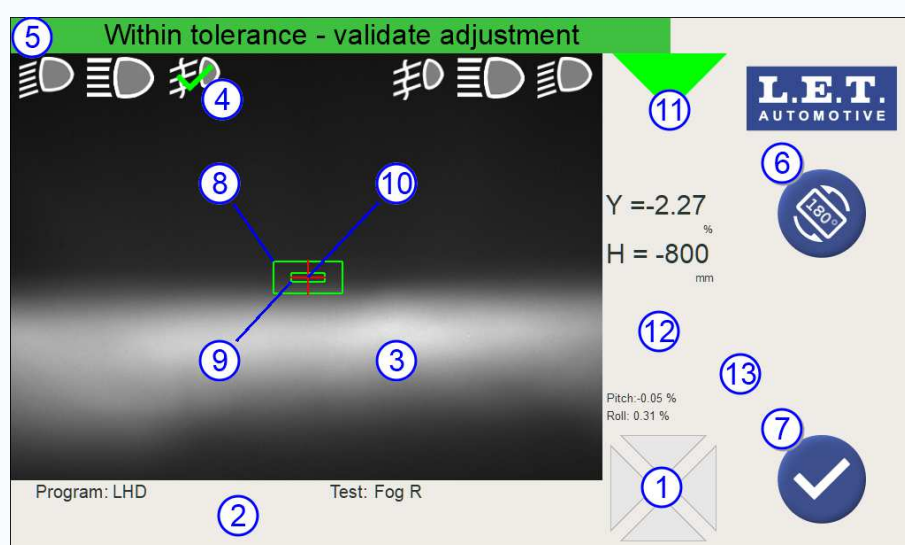 5
Within tolerance - validate adjustment
4
11
L.E.T.
AUTOMOTIVE
6
180°
8
10
Y =-2.27
%
H = -800
mm
9
3
12
13
Pitch:-0.05 %
Roll: 0.31 %
7
1
Program: LHD
Test: Fog R
2